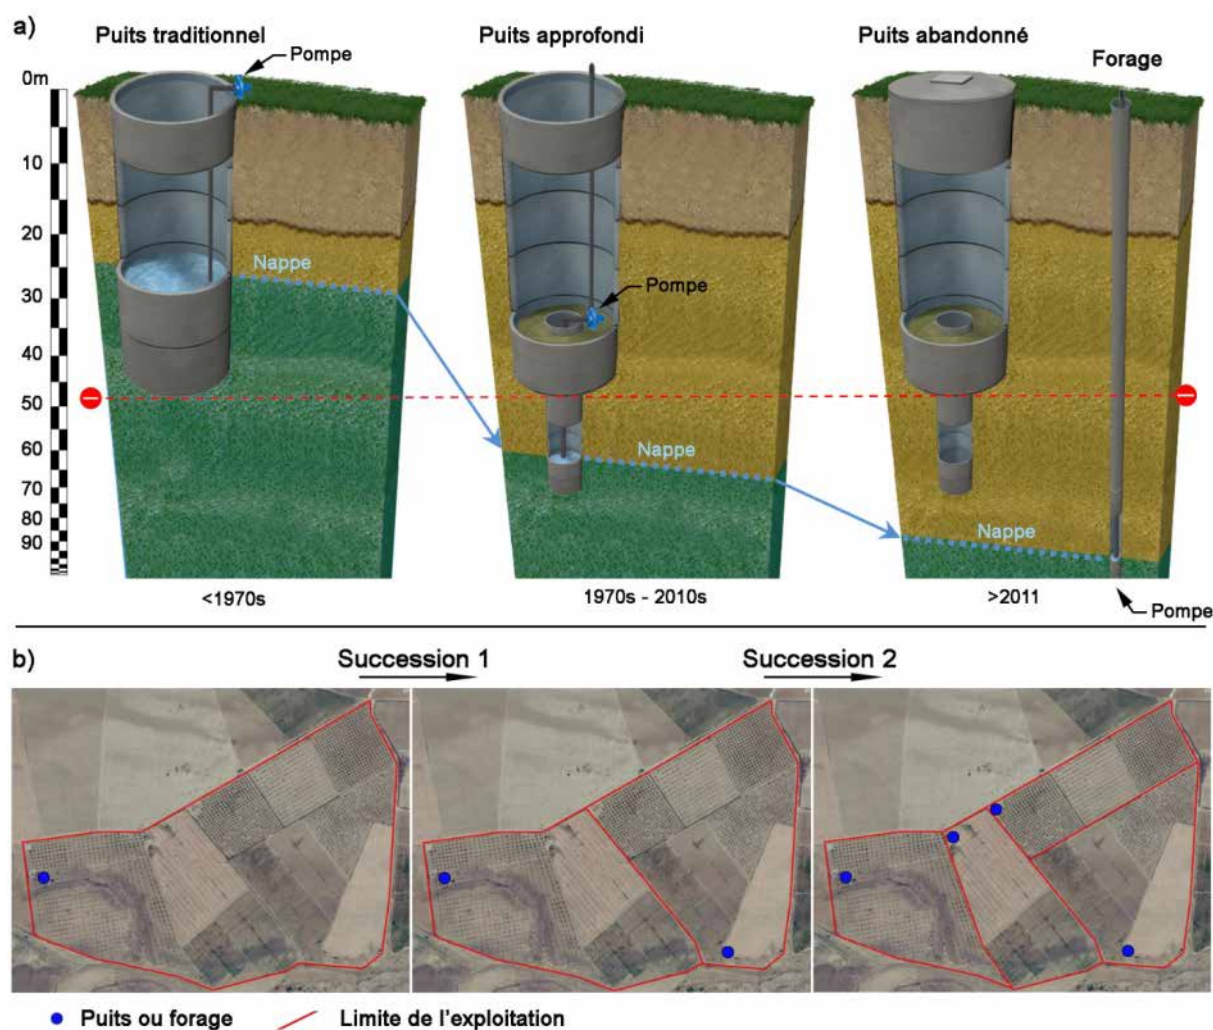 a)
Puits traditionnel
Pompe
Puits approfondi
Puits abandonné
Forage
0m
10
20
30
40
50
60
70
80
90
Nappe
Pompe
Nappe
Nappe
<1970s
1970s - 2010s
>2011
Pompe
b)
Succession 1
Succession 2
Puits ou forage
Limite de l'exploitation